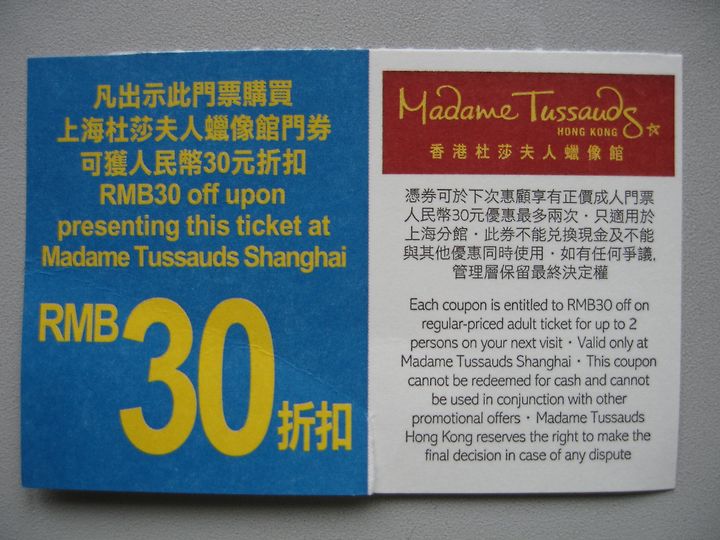 凡出示此門票購買
上海杜莎夫人蠟像館門券
可獲人民幣30元折扣
RMB30 off upon
presenting this ticket at
Madame Tussauds Shanghai
RMB30折扣
Madame Tussauds
HONG KONG
香港杜莎夫人蠟像館
憑券可於下次惠顧享有正價成人門票
人民幣30元優惠最多兩次，只適用於
上海分館・此券不能兌換現金及不能
與其他優惠同時使用・如有任何爭議,
管理層保留最終決定權
Each coupon is entitled to RMB30 off on
regular-priced adult ticket for up to 2
persons on your next visit・Valid only at
Madame Tussauds Shanghai・This coupon
cannot be redeemed for cash and cannot
be used in conjunction with other
promotional offers・Madame Tussauds
Hong Kong reserves the right to make the
final decision in case of any dispute